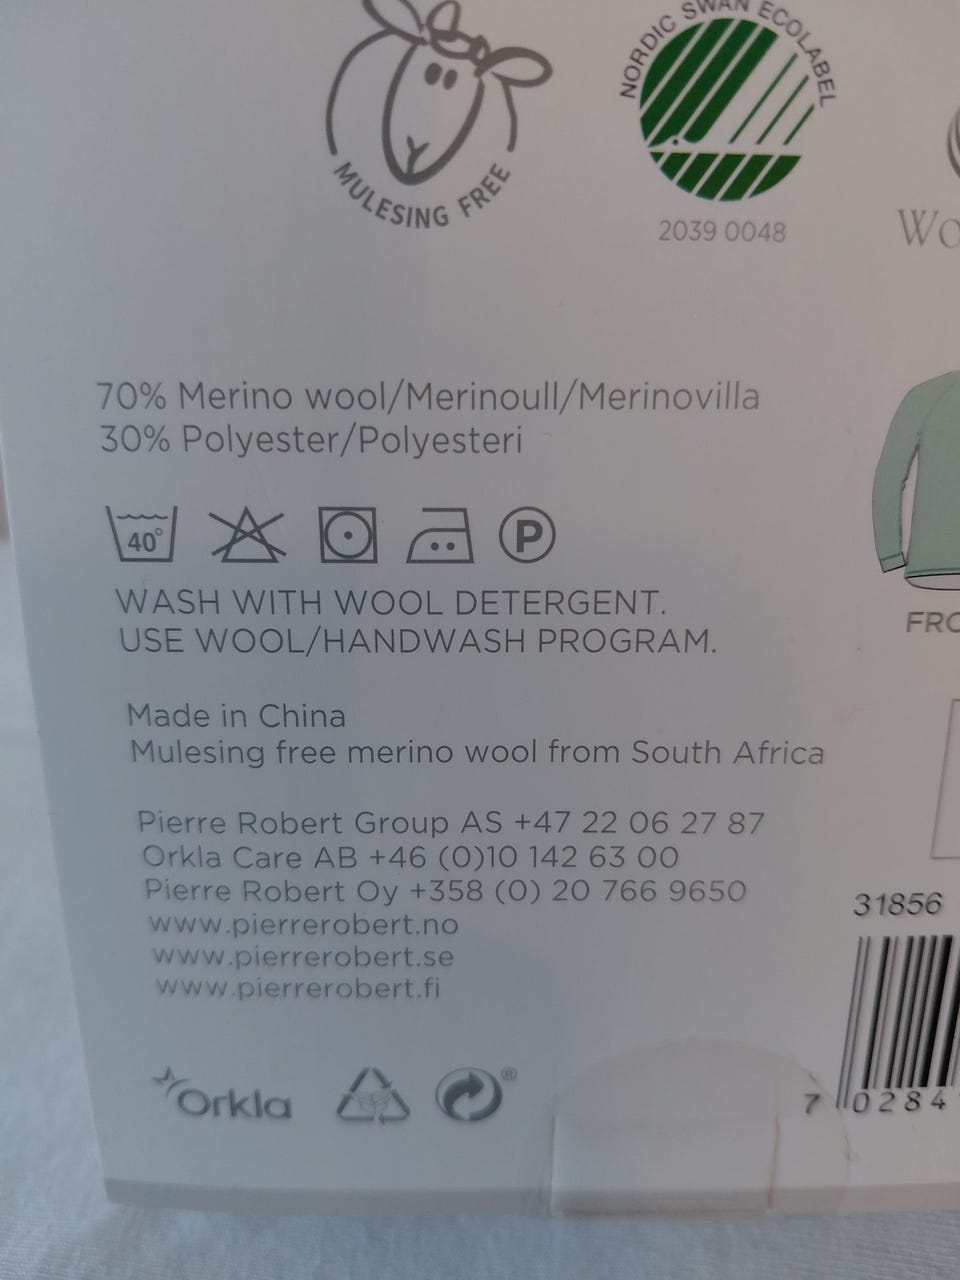 NORDIC SWAN ECOLABEL
MULESING FREE
2039 0048
70% Merino wool/Merinoull/Merinovilla
30% Polyester/Polyesteri
40°
P
WASH WITH WOOL DETERGENT.
USE WOOL/HANDWASH PROGRAM.
Made in China
Mulesing free merino wool from South Africa
Pierre Robert Group AS +47 22 06 27 87
Orkla Care AB +46 (0)10 142 63 00
Pierre Robert Oy +358 (0) 20 766 9650
www.pierrerobert.no
www.pierrerobert.se
www.pierrerobert.fi
31856
Orkla
®
7 0284